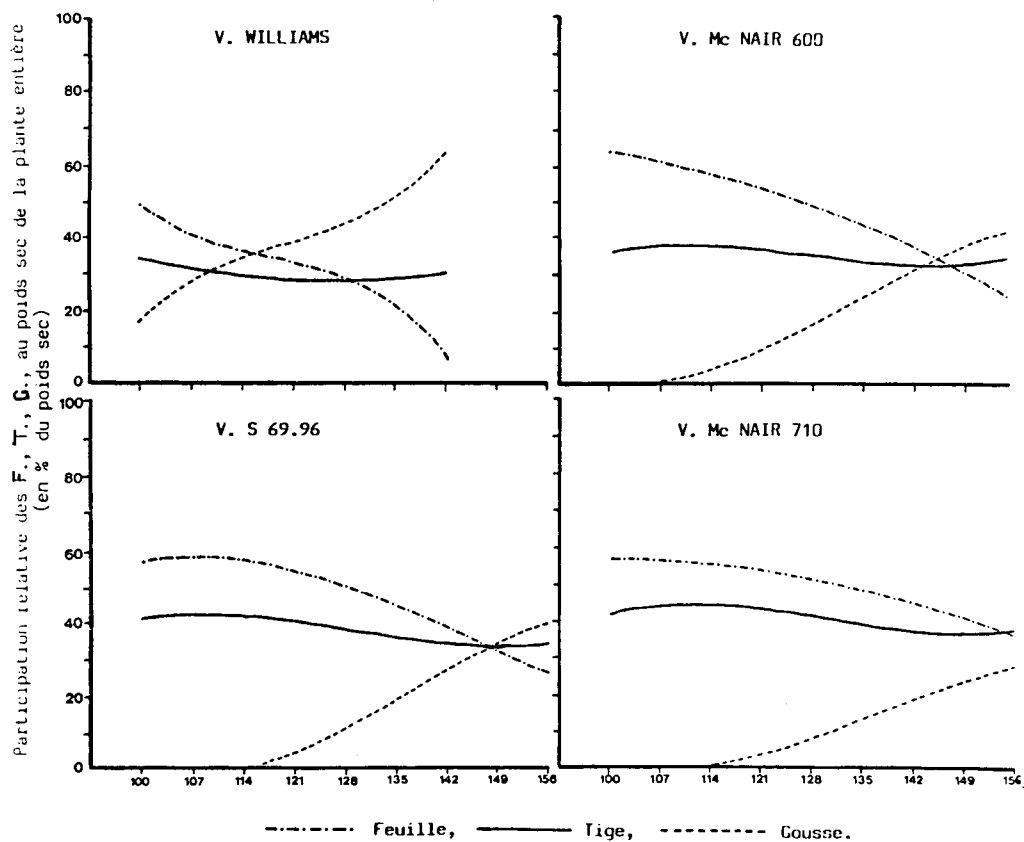 Participation relative des F., T., G., au poids sec de la plante entière
(en % du poids sec)
V. WILLIAMS
V. Mc NAIR 600
100
80
60
40
20
0
V. S 69.96
V. Mc NAIR 710
100
80
60
40
20
0
100 107 114 121 128 135 142 149 156
100 107 114 121 128 135 142 149 156
Feuille, Tige, Gousse.